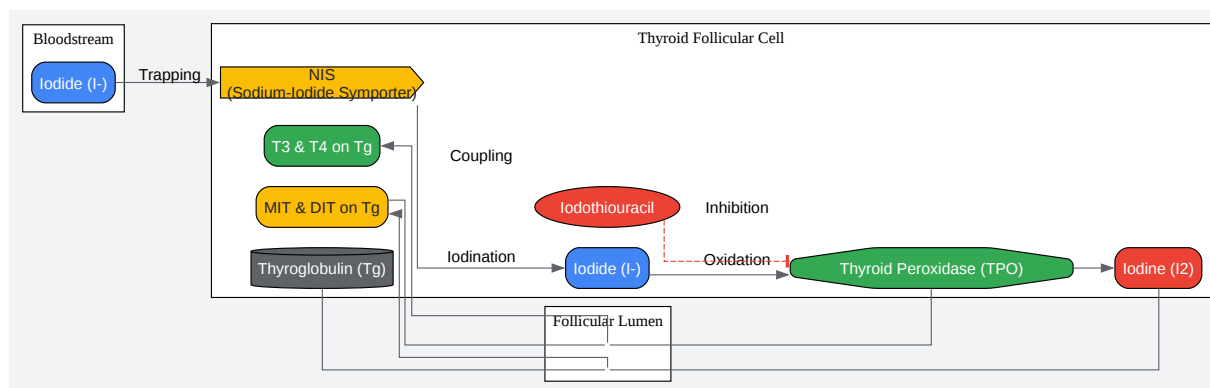 Bloodstream
Thyroid Follicular Cell
Iodide (I-)
Trapping
NIS
(Sodium-Iodide Symporter)
T3 & T4 on Tg
Coupling
MIT & DIT on Tg
Iodothiouracil
Inhibition
Thyroglobulin (Tg)
Iodination
Iodide (I-)
Oxidation
Thyroid Peroxidase (TPO)
Iodine (I2)
Follicular Lumen